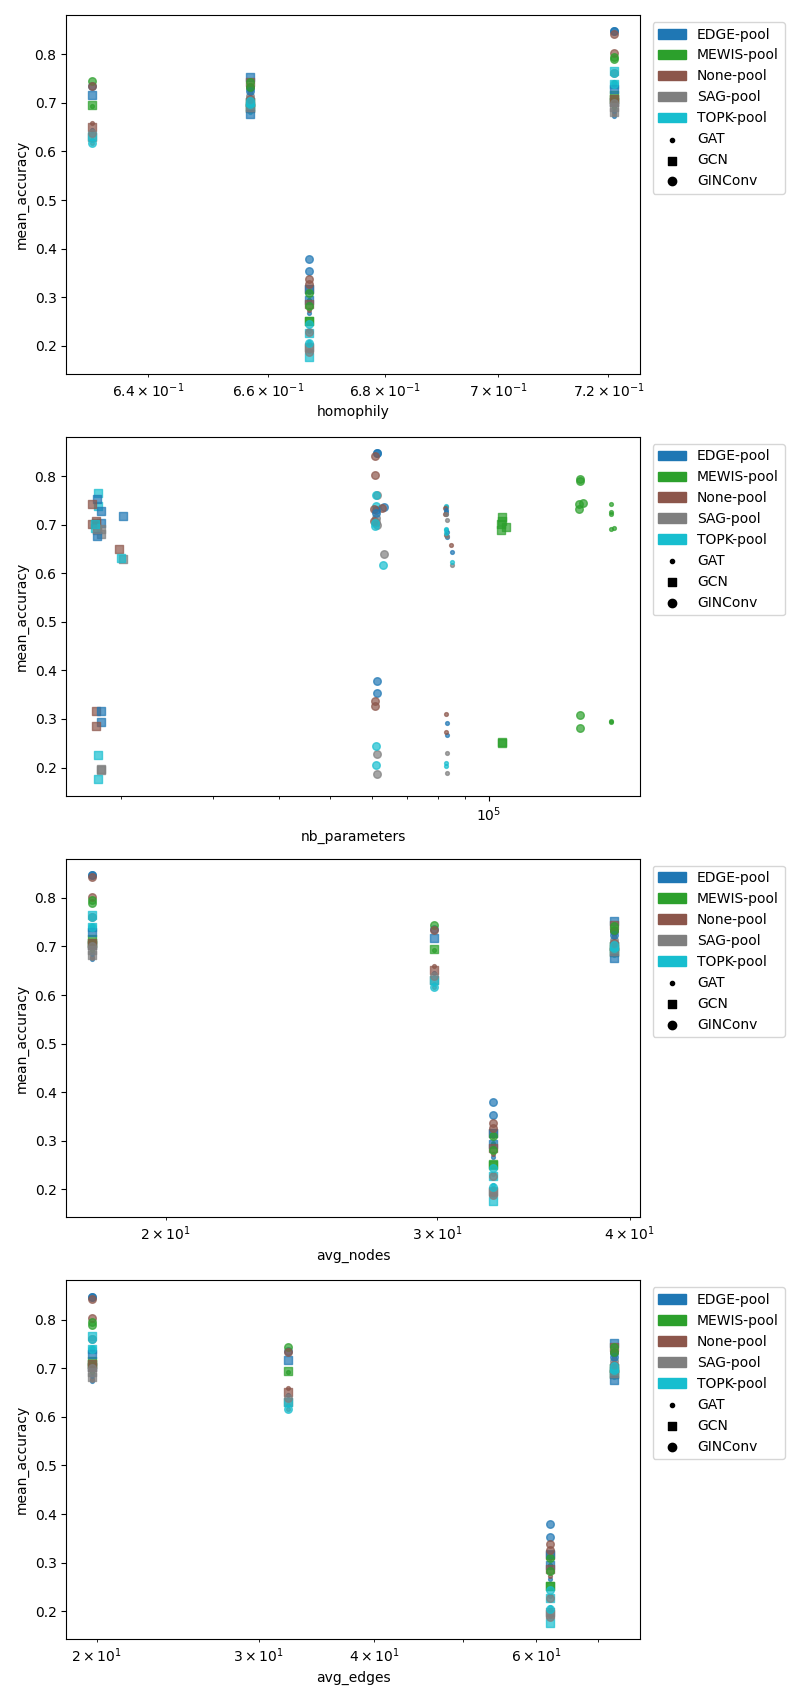 0.8
0.7
0.6
0.5
0.4
0.3
0.2
mean_accuracy
6.4 × 10⁻¹
6.6 × 10⁻¹
6.8 × 10⁻¹
7 × 10⁻¹
7.2 × 10⁻¹
homophily
EDGE-pool
MEWIS-pool
None-pool
SAG-pool
TOPK-pool
GAT
GCN
GINConv
0.8
0.7
0.6
0.5
0.4
0.3
0.2
mean_accuracy
10⁵
nb_parameters
EDGE-pool
MEWIS-pool
None-pool
SAG-pool
TOPK-pool
GAT
GCN
GINConv
0.8
0.7
0.6
0.5
0.4
0.3
0.2
mean_accuracy
2 × 10¹
3 × 10¹
4 × 10¹
avg_nodes
EDGE-pool
MEWIS-pool
None-pool
SAG-pool
TOPK-pool
GAT
GCN
GINConv
0.8
0.7
0.6
0.5
0.4
0.3
0.2
mean_accuracy
2 × 10¹
3 × 10¹
4 × 10¹
6 × 10¹
avg_edges
EDGE-pool
MEWIS-pool
None-pool
SAG-pool
TOPK-pool
GAT
GCN
GINConv